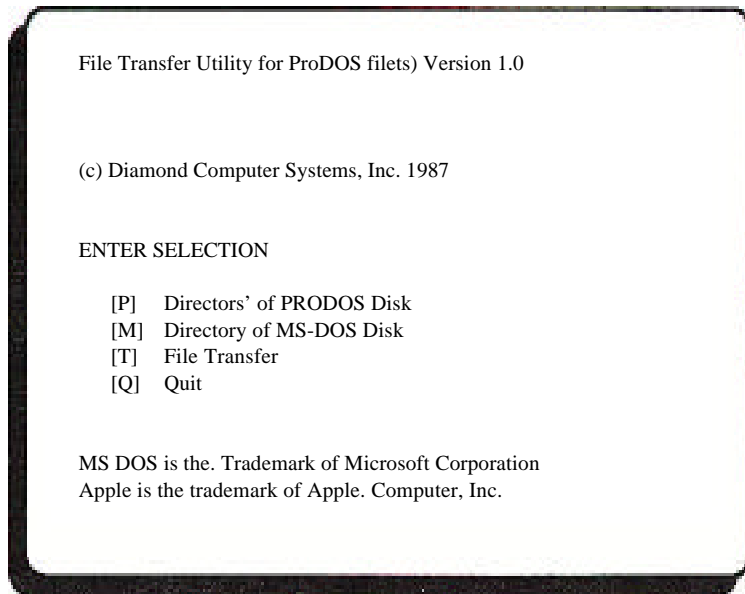 File Transfer Utility for ProDOS filets) Version 1.0
(c) Diamond Computer Systems, Inc. 1987
ENTER SELECTION
[P] Directors’ of PRODOS Disk
[M] Directory of MS-DOS Disk
[T] File Transfer
[Q] Quit
MS DOS is the. Trademark of Microsoft Corporation
Apple is the trademark of Apple. Computer, Inc.